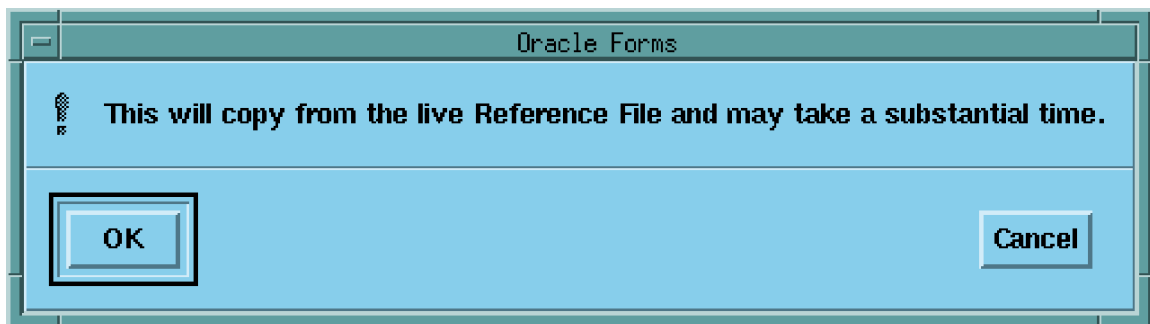 Oracle Forms
This will copy from the live Reference File and may take a substantial time.
OK
Cancel